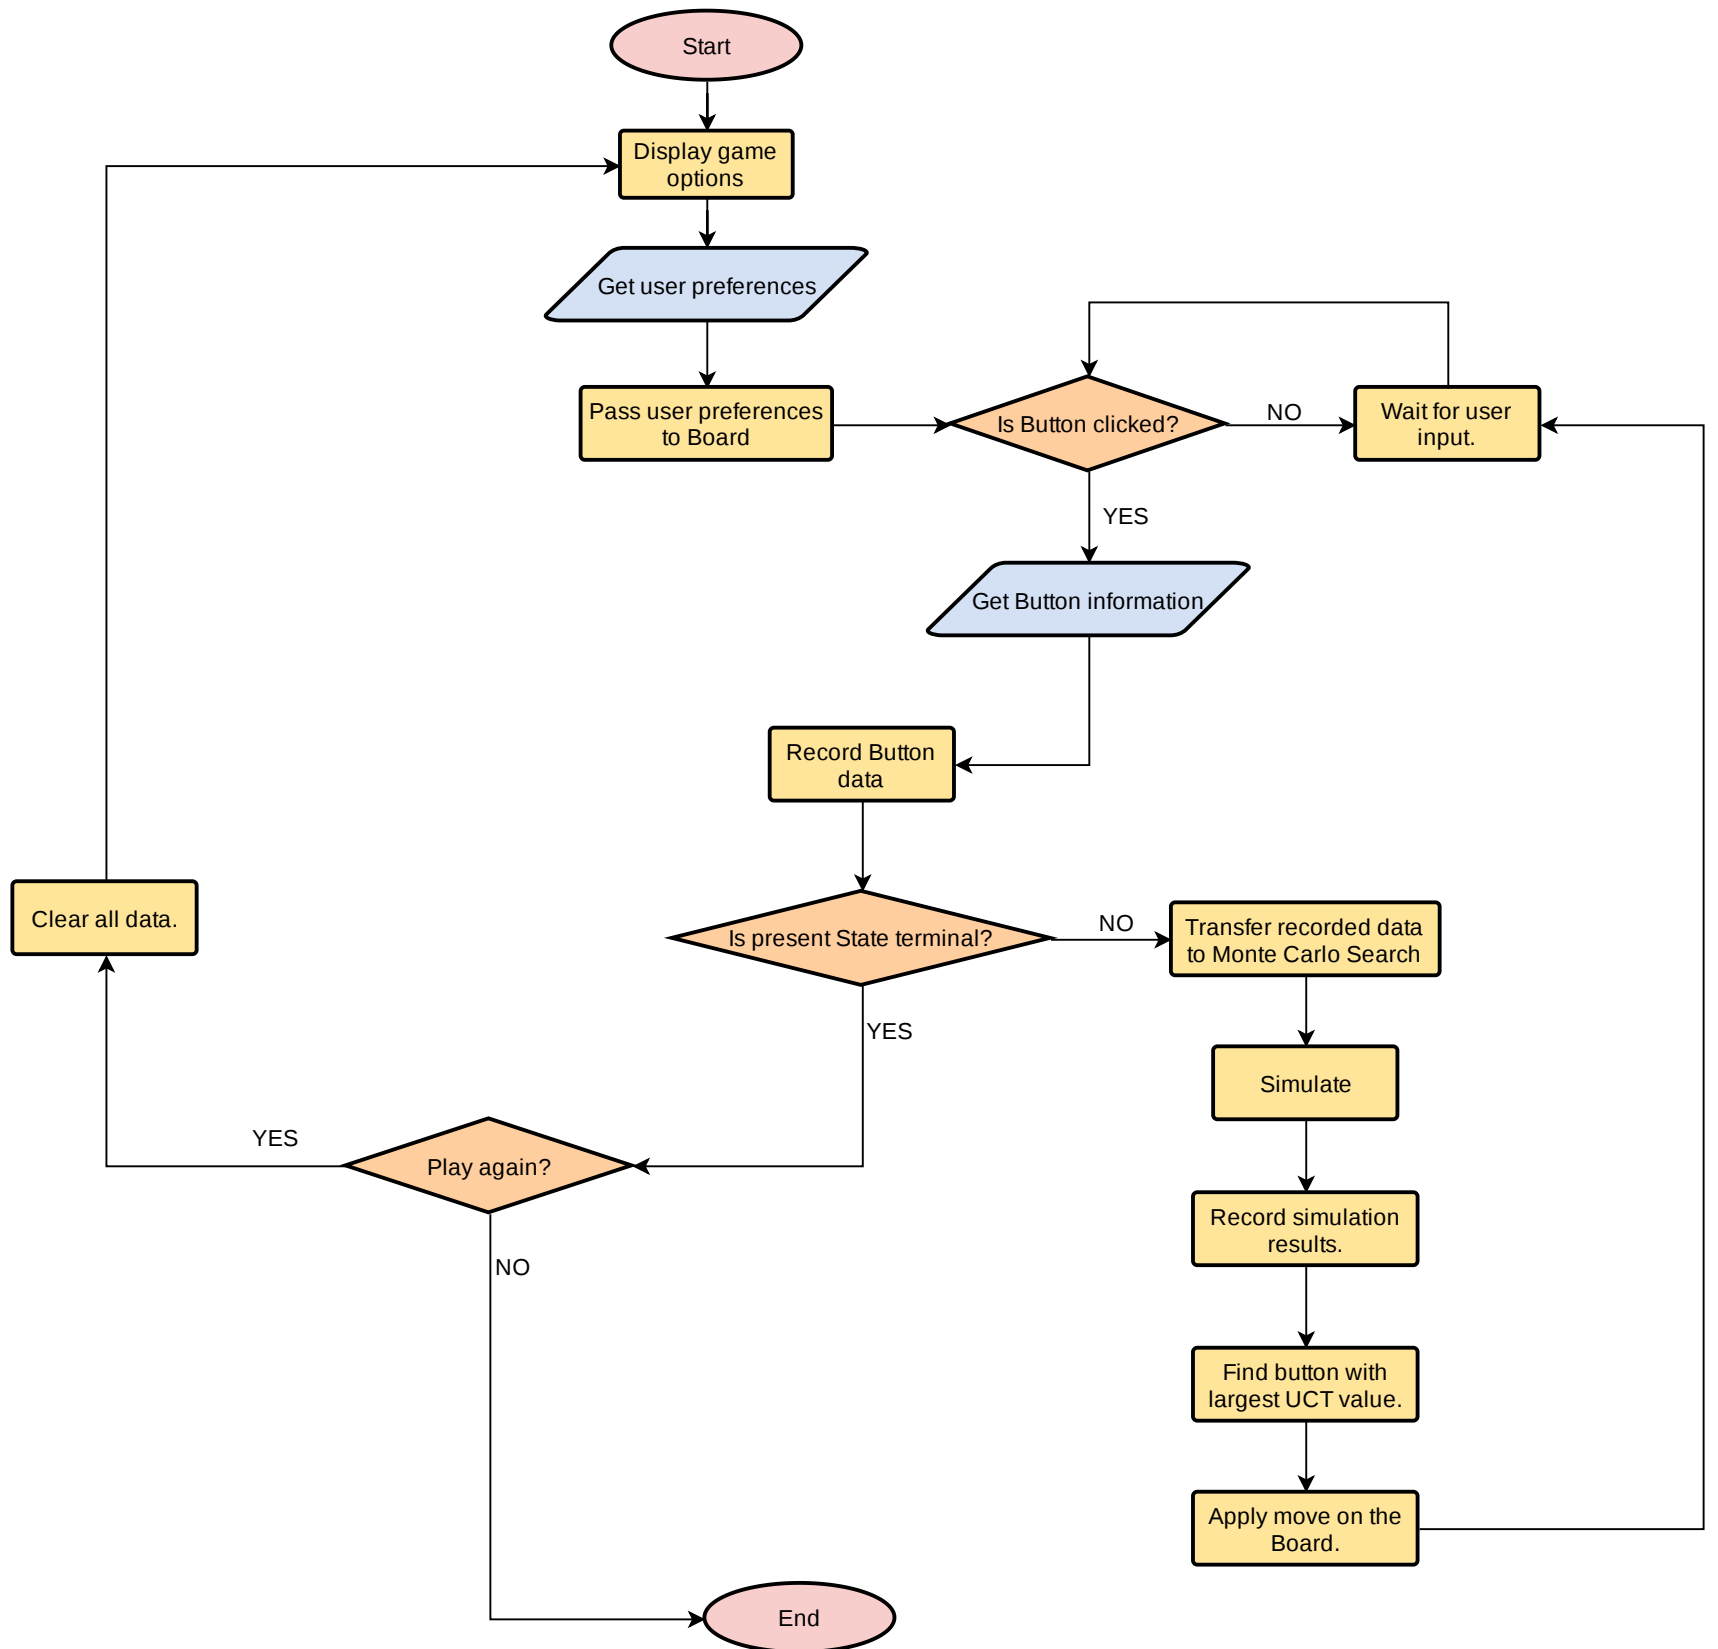 Start
Display game
options
Get user preferences
Pass user preferences
to Board
Is Button clicked?
NO
Wait for user
input.
YES
Get Button information
Record Button
data
Clear all data.
Is present State terminal?
NO
Transfer recorded data
to Monte Carlo Search
YES
Simulate
YES
Play again?
Record simulation
results.
NO
Find button with
largest UCT value.
Apply move on the
Board.
End